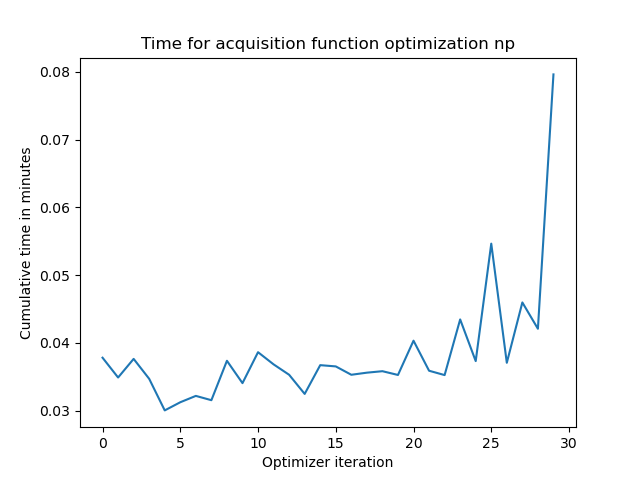 Time for acquisition function optimization np
Cumulative time in minutes
0.08
0.07
0.06
0.05
0.04
0.03
0 5 10 15 20 25 30
Optimizer iteration